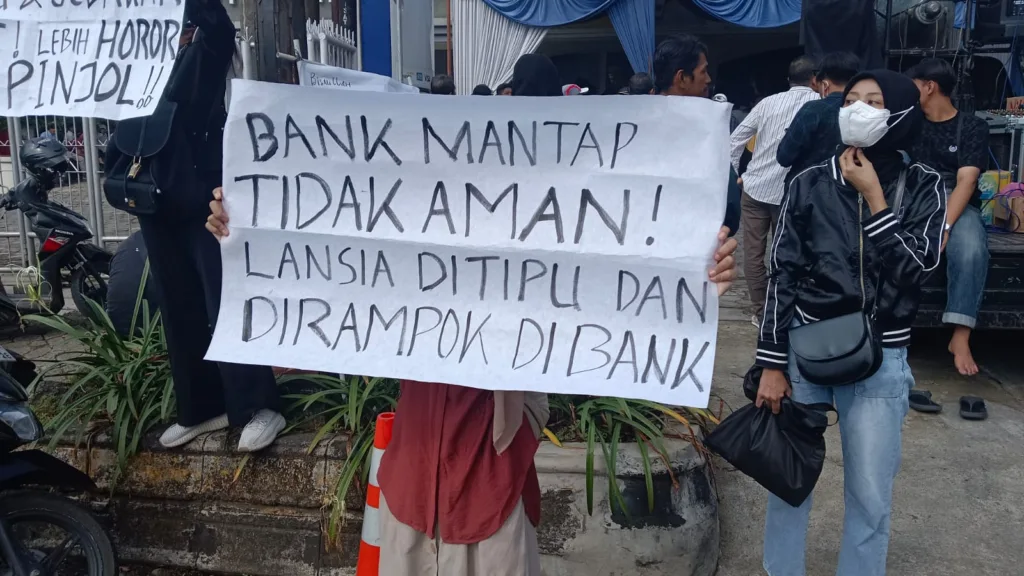 ! LEBIH HOROR
PINJOL!!
BANK MANTAP
TIDAK AMAN!
LANSIA DITIPU DAN
DIRAMPOK DI BANK